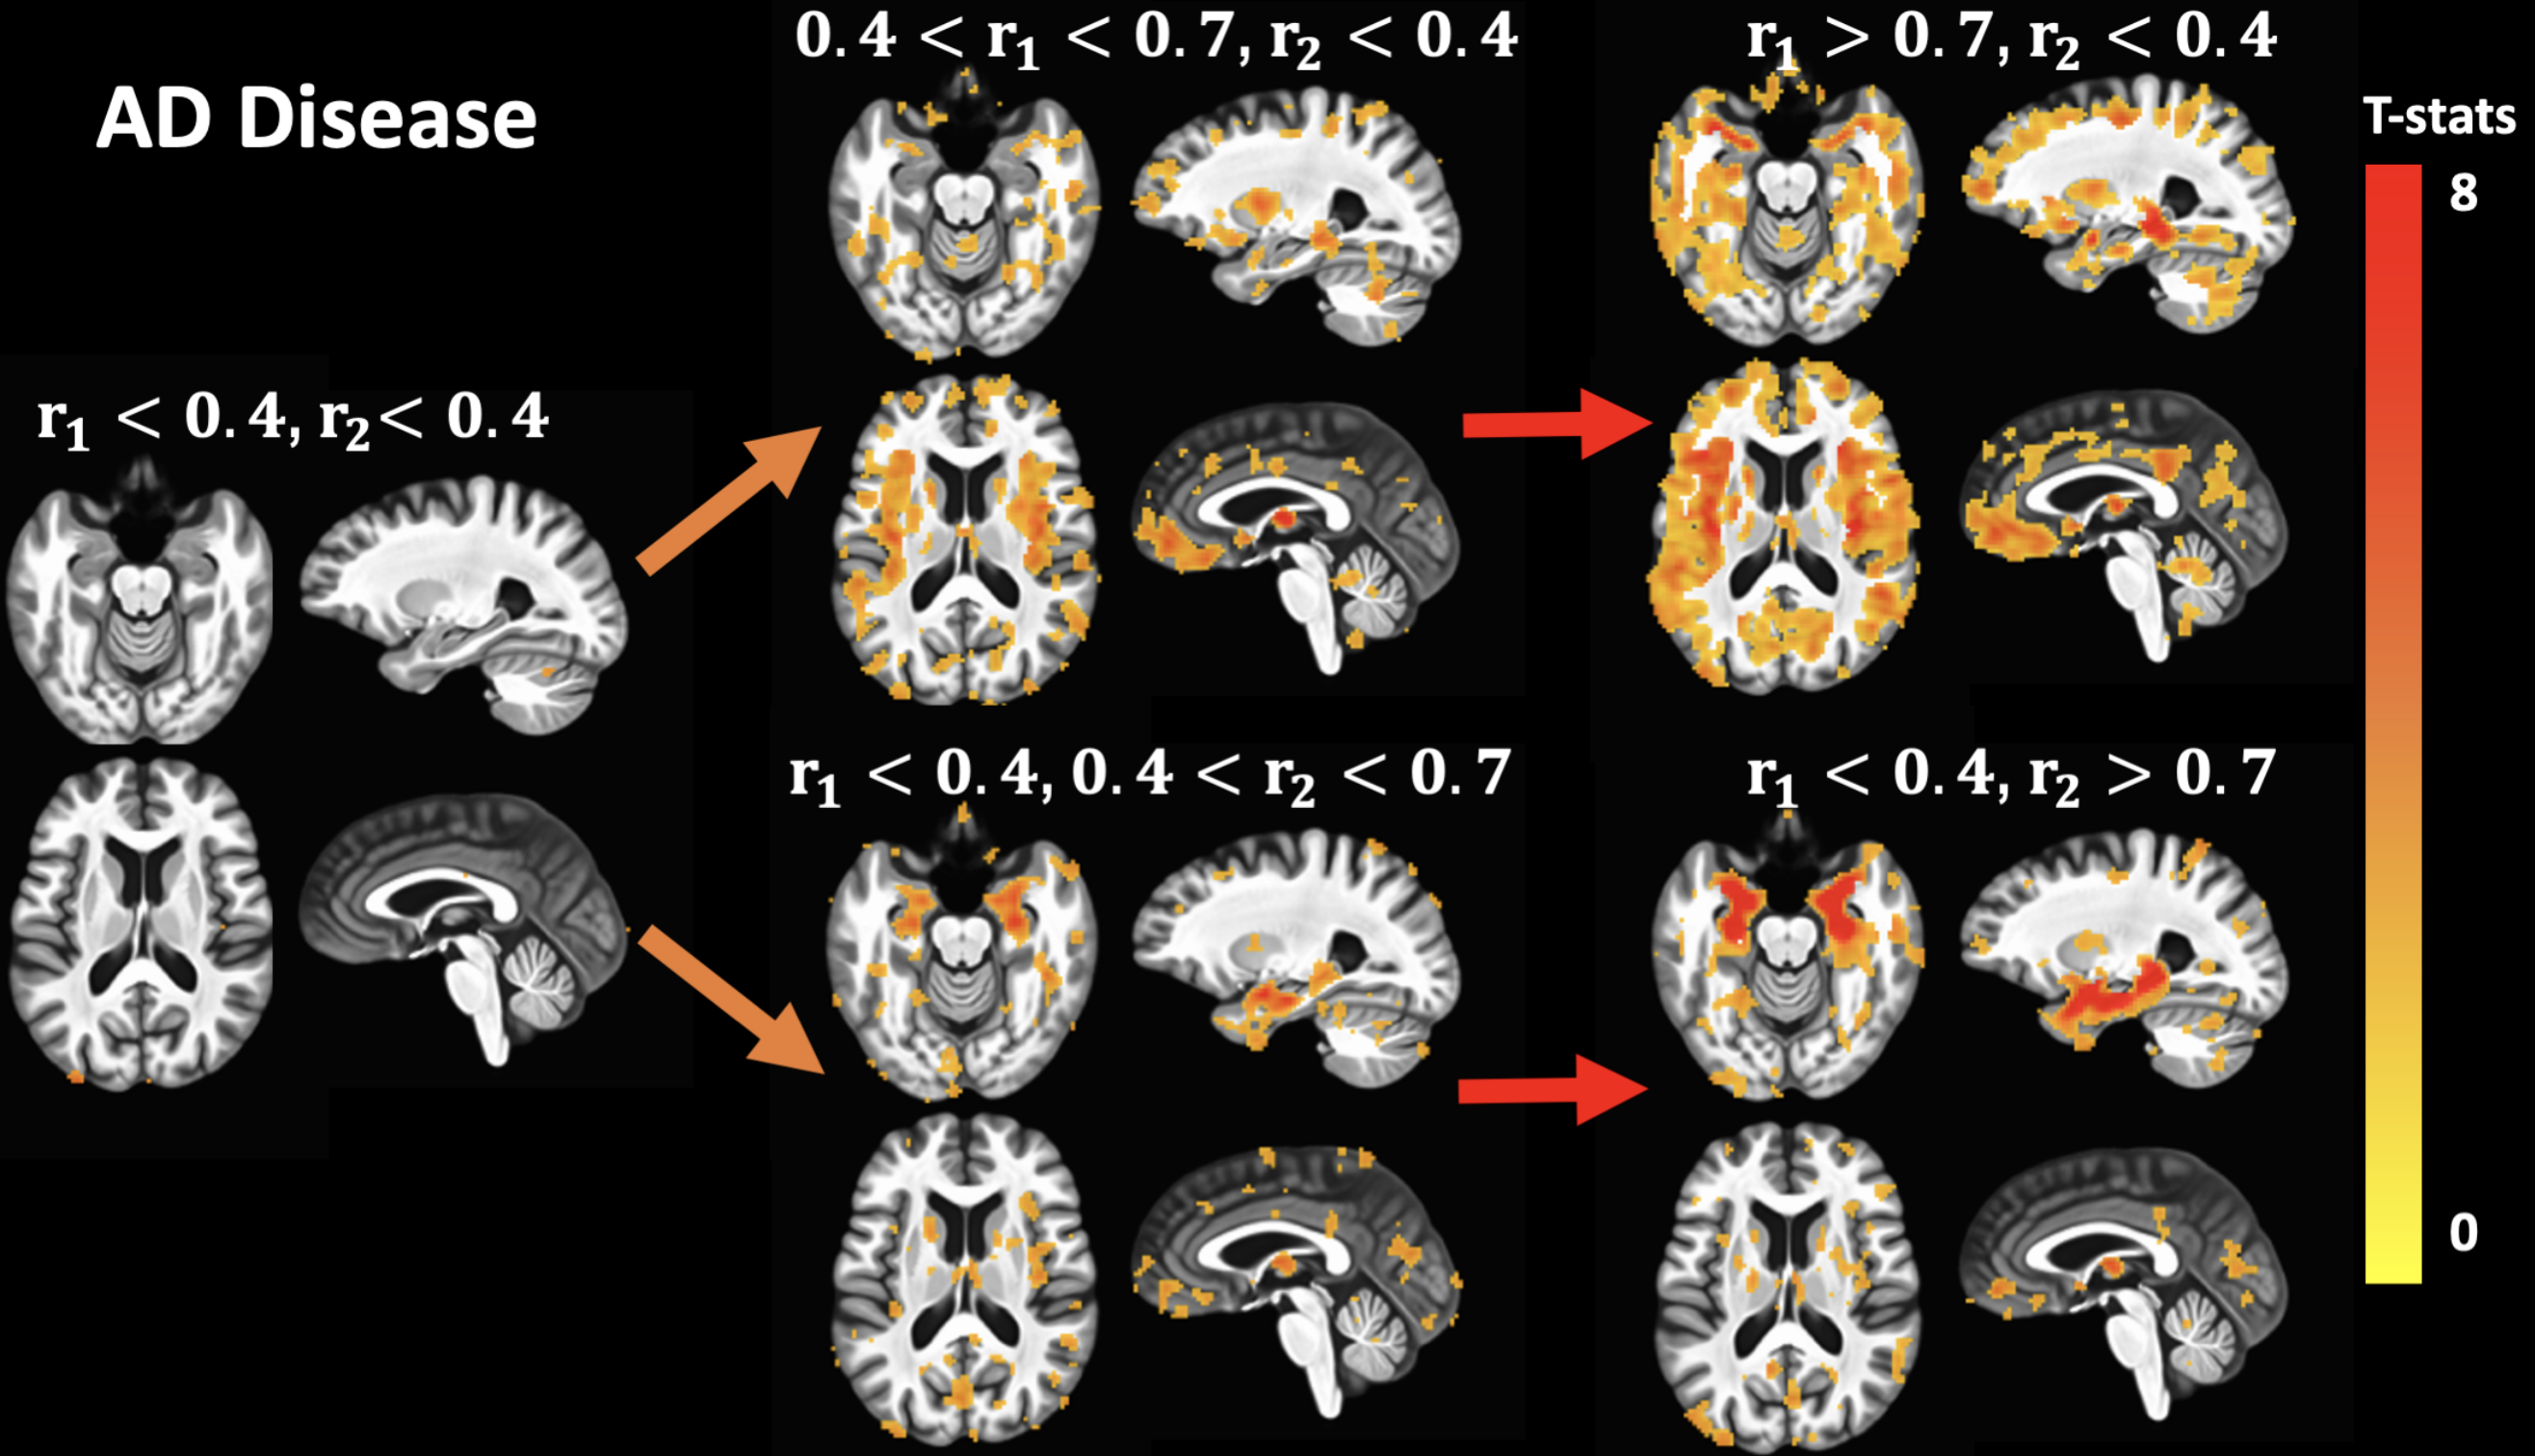 AD Disease
0.4 < r₁ < 0.7, r₂ < 0.4
r₁ > 0.7, r₂ < 0.4
T-stats
8
r₁ < 0.4, r₂ < 0.4
r₁ < 0.4, 0.4 < r₂ < 0.7
r₁ < 0.4, r₂ > 0.7
0